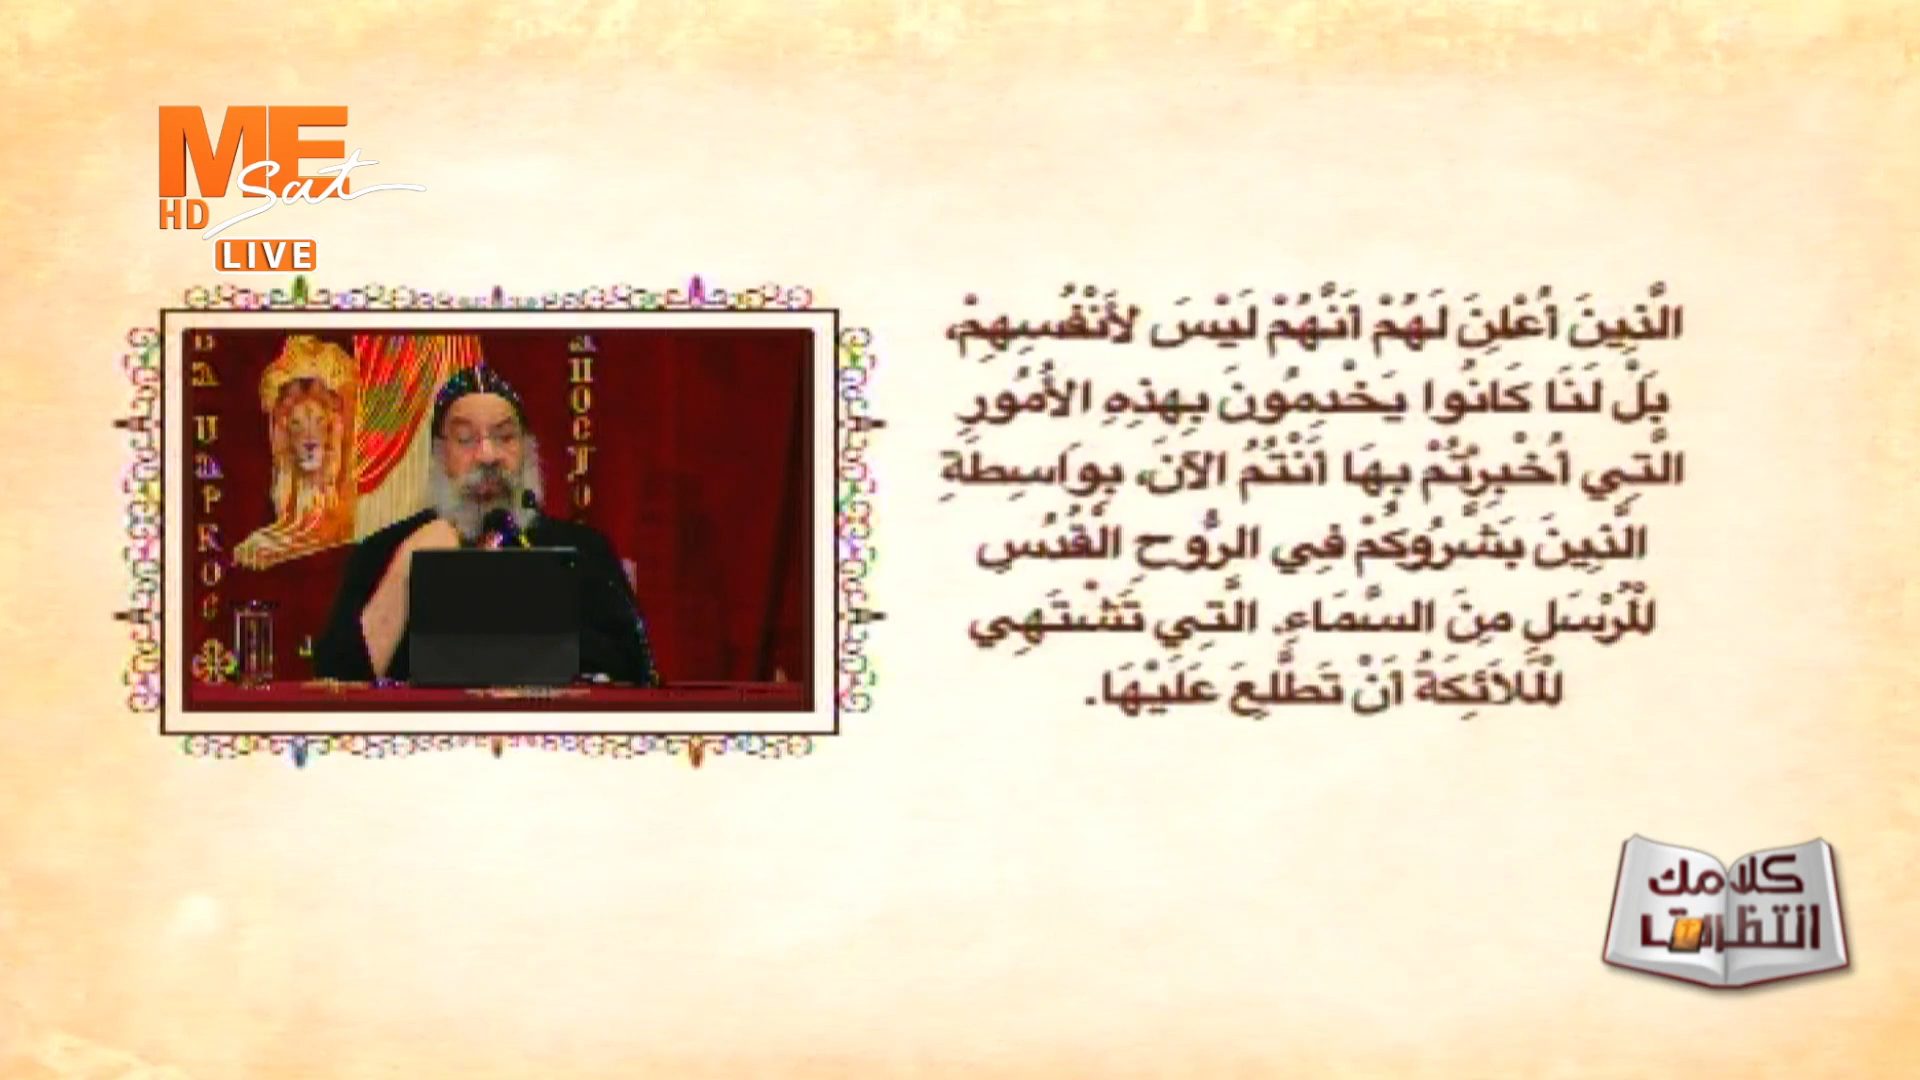 ME
Sat
HD
LIVE
الَّذِينَ أُعْلِنَ لَهُمْ أَنَّهُمْ لَيْسَ لأَنْفُسِهِمْ،
بَلْ لَنَا كَانُوا يَخْدِمُونَ بِهذِهِ الأُمُورِ
الَّتِي أُخْبِرْتُمْ بِهَا أَنْتُمُ الآنَ، بِوَاسِطَةِ
الَّذِينَ بَشَّرُوكُمْ فِي الرُّوحِ الْقُدُسِ
الْمُرْسَلِ مِنَ السَّمَاءِ. الَّتِي تَشْتَهِي
الْمَلاَئِكَةُ أَنْ تَطَّلِعَ عَلَيْهَا.
كلامك
انتظرت